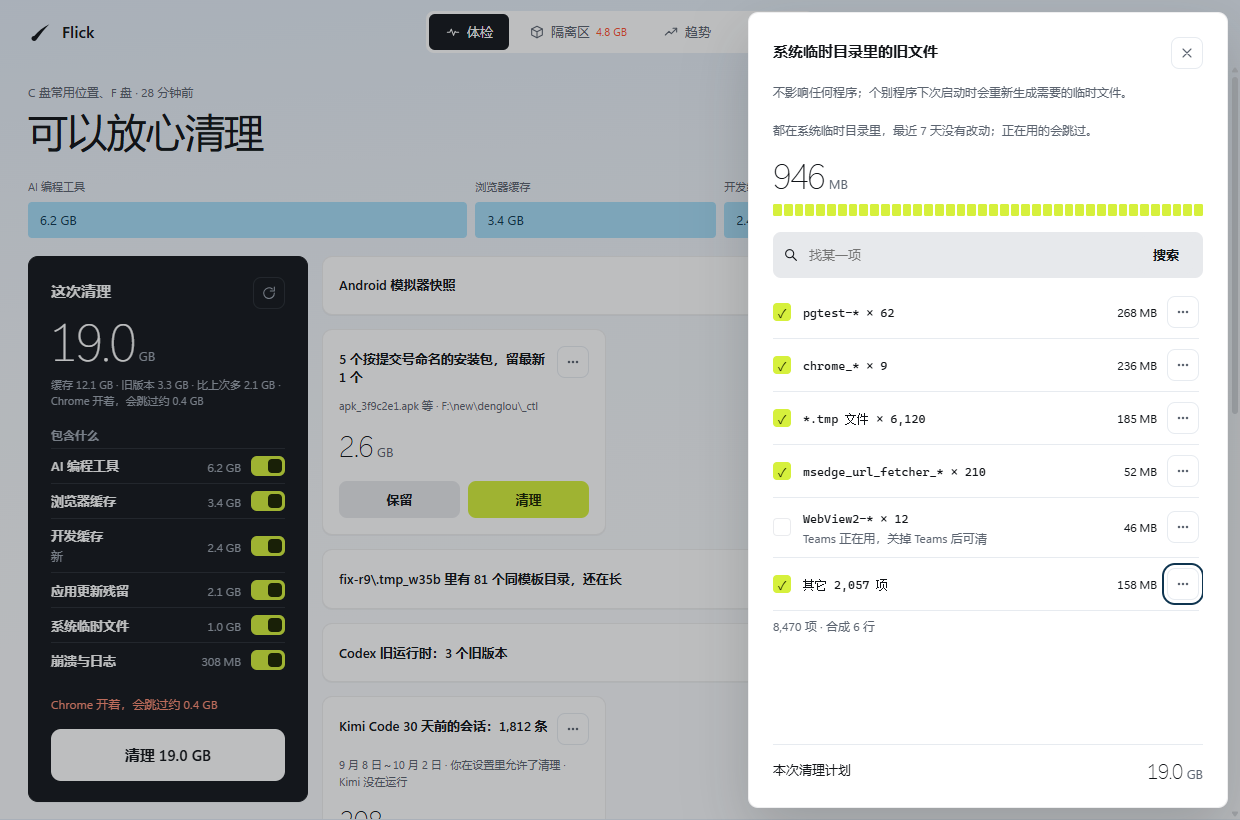 Flick
体检
隔离区 4.8 GB
趋势
C 盘常用位置、F 盘 · 28 分钟前
可以放心清理
AI 编程工具
浏览器缓存
6.2 GB
3.4 GB
这次清理
19.0 GB
缓存 12.1 GB · 旧版本 3.3 GB · 比上次多 2.1 GB ·
Chrome 开着，会跳过约 0.4 GB
包含什么
AI 编程工具 6.2 GB
浏览器缓存 3.4 GB
开发缓存 2.4 GB
新
应用更新残留 2.1 GB
系统临时文件 1.0 GB
崩溃与日志 308 MB
Chrome 开着，会跳过约 0.4 GB
清理 19.0 GB
Android 模拟器快照
5 个按提交号命名的安装包，留最新
1 个
apk_3f9c2e1.apk 等 · F:\new\denglou\_ctl
2.6 GB
保留
清理
fix-r9\.tmp_w35b 里有 81 个同模板目录，还在长
Codex 旧运行时：3 个旧版本
Kimi Code 30 天前的会话：1,812 条
9 月 8 日 ~ 10 月 2 日 · 你在设置里允许了清理 ·
Kimi 没在运行
系统临时目录里的旧文件
不影响任何程序；个别程序下次启动时会重新生成需要的临时文件。
都在系统临时目录里，最近 7 天没有改动；正在用的会跳过。
946 MB
找某一项
搜索
pgtest-* × 62 268 MB
chrome_* × 9 236 MB
*.tmp 文件 × 6,120 185 MB
msedge_url_fetcher_* × 210 52 MB
WebView2-* × 12 46 MB
Teams 正在用，关掉 Teams 后可清
其它 2,057 项 158 MB
8,470 项 · 合成 6 行
本次清理计划 19.0 GB